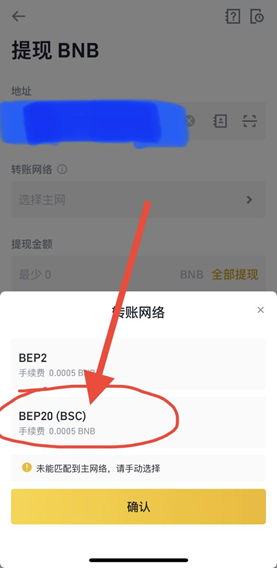 提现 BNB
地址
转账网络
选择主网
提现金额
最少 0 BNB 全部提现
转账网络
BEP2
手续费 0.0005 BNB
BEP20 (BSC)
手续费 0.0005 BNB
未能匹配到主网络，请手动选择
确认